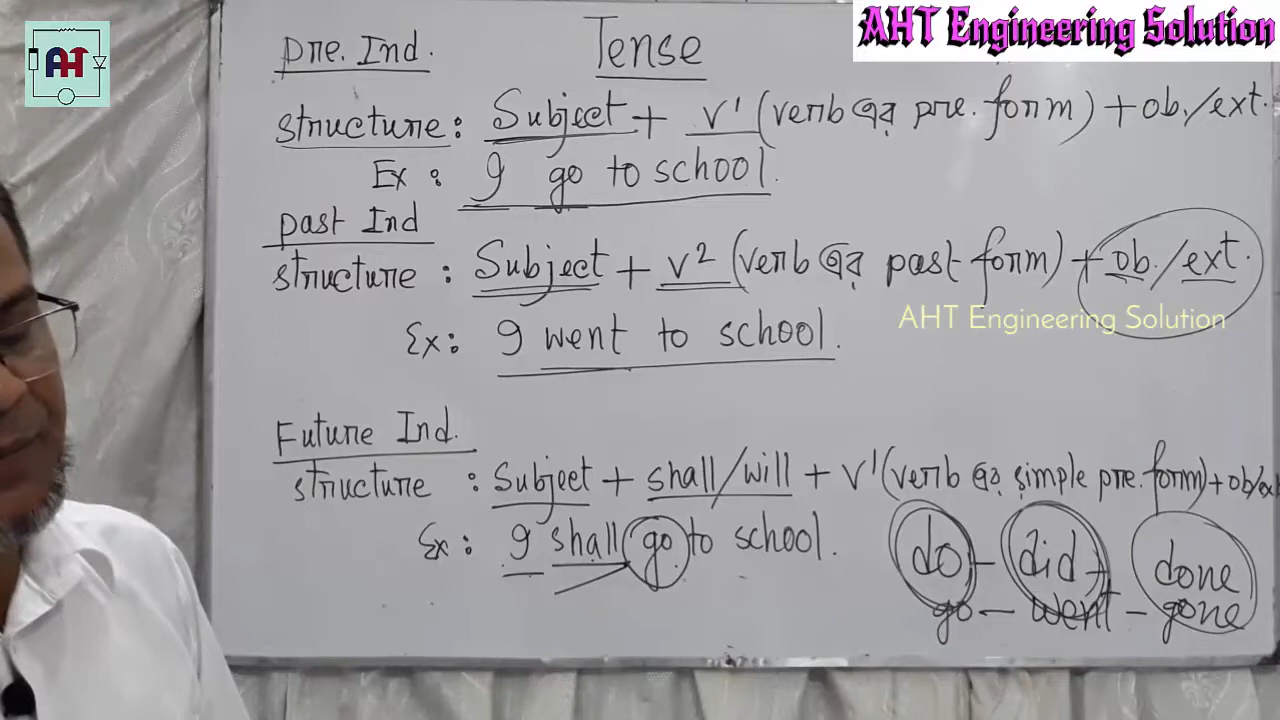 AHT
AHT Engineering Solution
Tense
Pre. Ind.
structure: Subject + V¹ (verb এর pre. form) + ob./ext.
Ex: I go to school.
Past Ind
structure: Subject + V² (verb এর past form) + ob./ext.
AHT Engineering Solution
Ex: I went to school.
Future Ind.
structure: Subject + shall/will + V¹ (verb এর simple pre. form) + ob/ext
Ex: I shall go to school.
do - did - done
go - went - gone